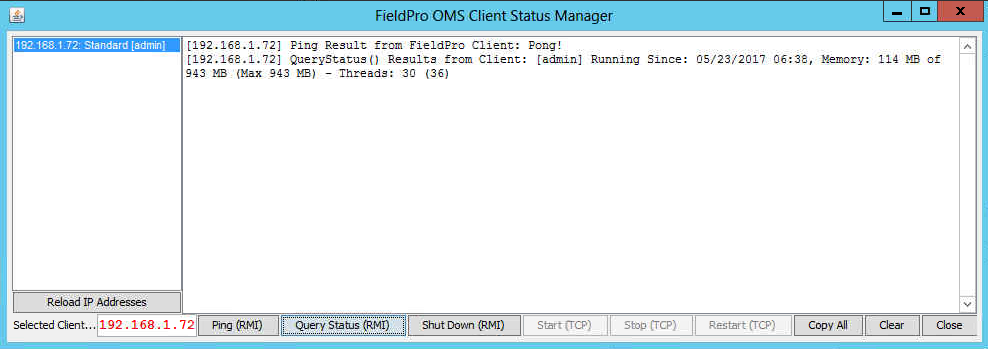 FieldPro OMS Client Status Manager
192.168.1.72: Standard [admin]
[192.168.1.72] Ping Result from FieldPro Client: Pong!
[192.168.1.72] QueryStatus() Results from Client: [admin] Running Since: 05/23/2017 06:38, Memory: 114 MB of
943 MB (Max 943 MB) - Threads: 30 (36)
Reload IP Addresses
Selected Client... 192.168.1.72 Ping (RMI) Query Status (RMI) Shut Down (RMI) Start (TCP) Stop (TCP) Restart (TCP) Copy All Clear Close